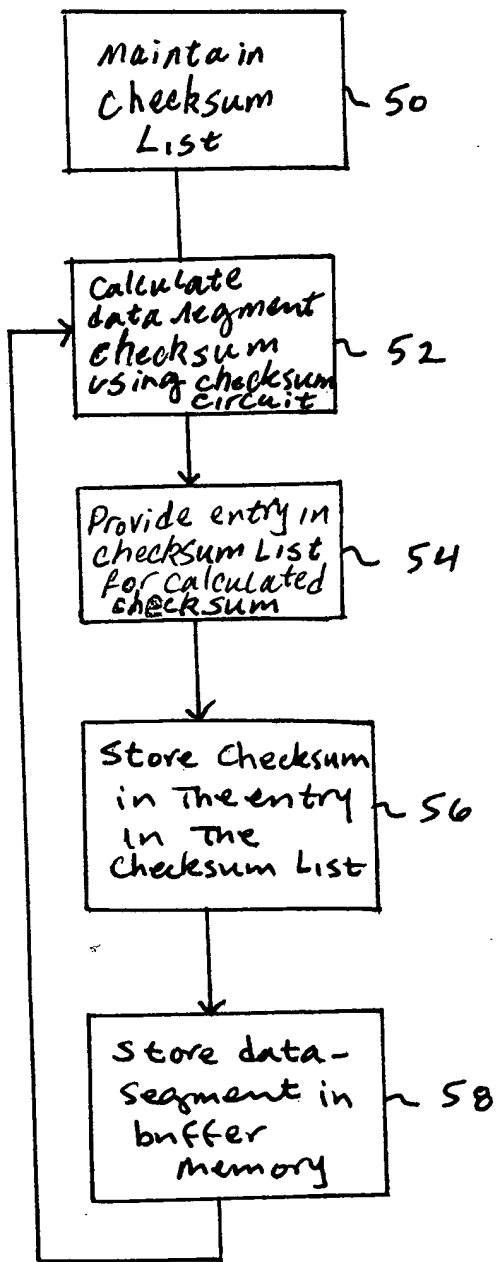 Maintain
Checksum
List
50
Calculate
data segment
checksum
using checksum
circuit
52
Provide entry in
checksum List
for calculated
checksum
54
Store Checksum
in The entry
in The
Checksum List
56
Store data-
segment in
buffer
memory
58